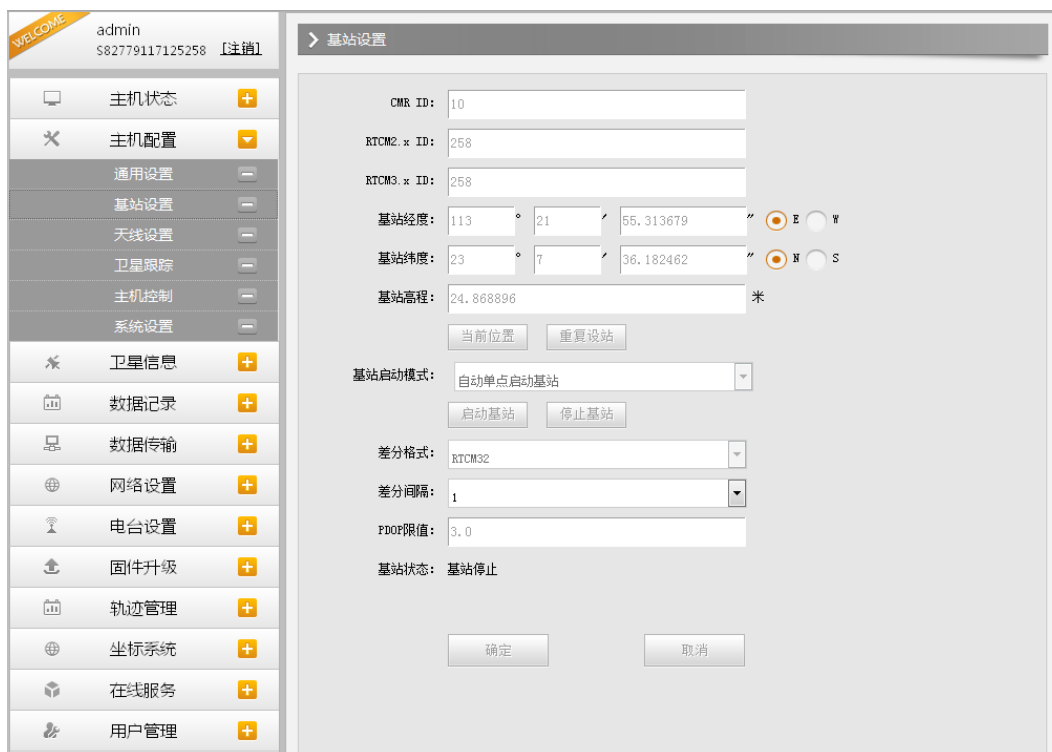 WELCOME
admin
S82779117125258 [注销]
主机状态
主机配置
通用设置
基站设置
天线设置
卫星跟踪
主机控制
系统设置
卫星信息
数据记录
数据传输
网络设置
电台设置
固件升级
轨迹管理
坐标系统
在线服务
用户管理
基站设置
CMR ID: 10
RTCM2.x ID: 258
RTCM3.x ID: 258
基站经度: 113 ° 21 ′ 55.313679 ″ E W
基站纬度: 23 ° 7 ′ 36.182462 ″ N S
基站高程: 24.868896 米
当前位置 重复设站
基站启动模式: 自动单点启动基站
启动基站 停止基站
差分格式: RTCM32
差分间隔: 1
PDOP限值: 3.0
基站状态: 基站停止
确定 取消